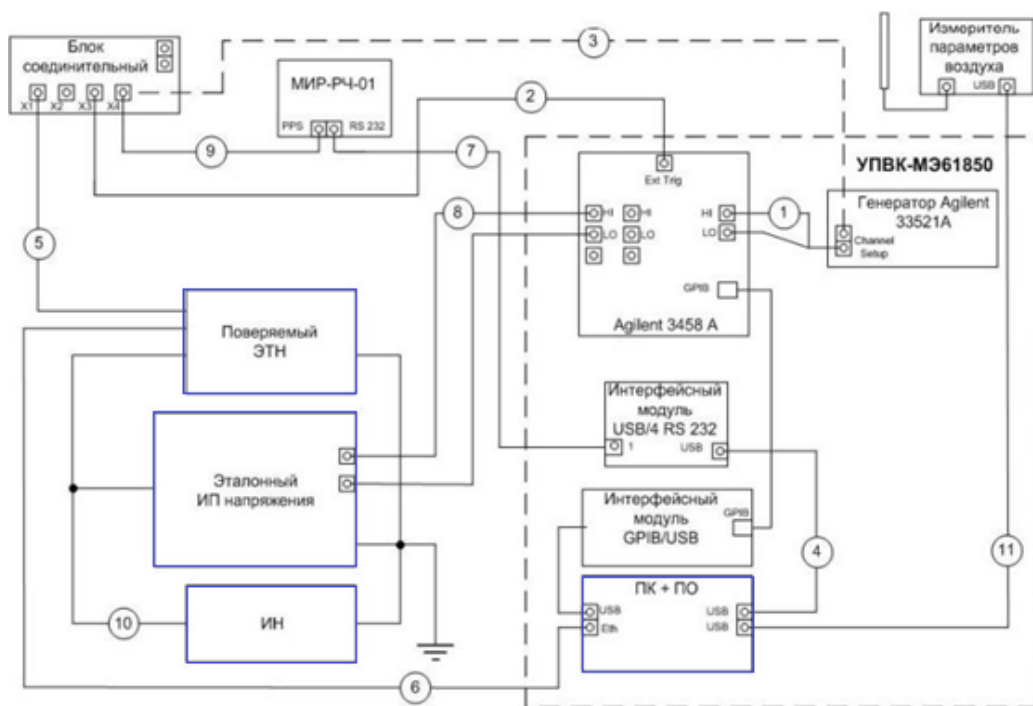 Блок
соединительный
X1
X2
X3
X4
3
МИР-РЧ-01
PPS
RS 232
2
Измеритель
параметров
воздуха
USB
9
7
Ext Trig
УПВК-МЭ61850
HI
HI
HI
LO
LO
LO
1
Генератор Agilent
33521A
Channel
Setup
8
5
GPIB
Agilent 3458 A
Поверяемый
ЭТН
Интерфейсный
модуль
USB/4 RS 232
1
USB
Эталонный
ИП напряжения
Интерфейсный
модуль
GPIB/USB
GPIB
4
11
ПК + ПО
USB
Eth
USB
USB
10
ИН
6